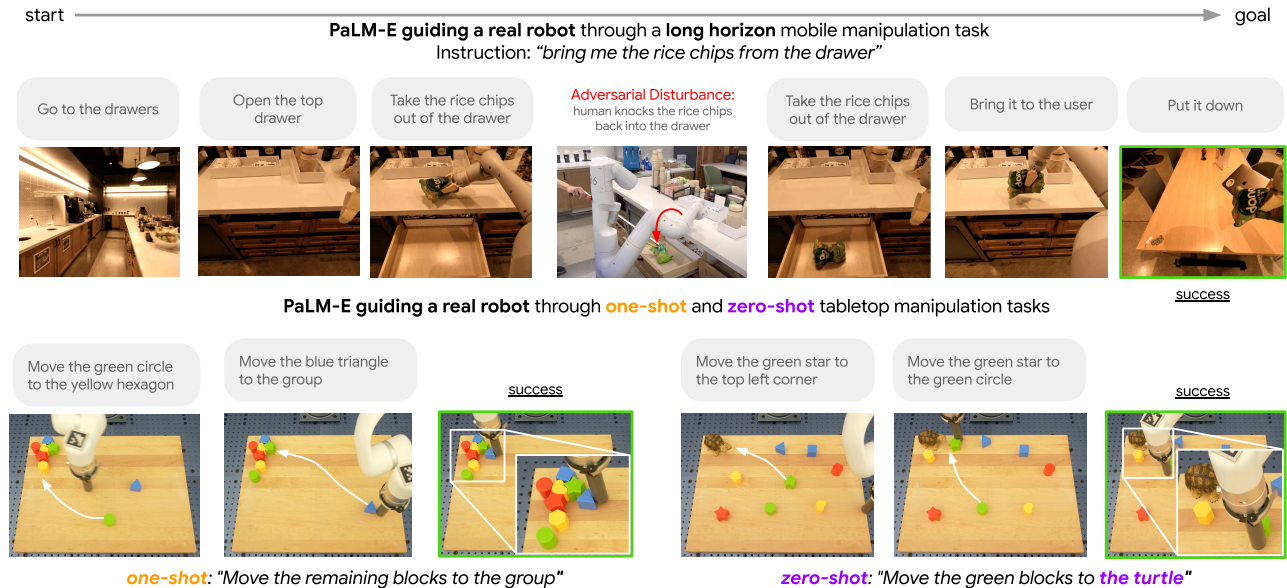 start
goal
PaLM-E guiding a real robot through a long horizon mobile manipulation task
Instruction: “bring me the rice chips from the drawer”
Go to the drawers
Open the top
drawer
Take the rice chips
out of the drawer
Adversarial Disturbance:
human knocks the rice chips
back into the drawer
Take the rice chips
out of the drawer
Bring it to the user
Put it down
6
success
PaLM-E guiding a real robot through one-shot and zero-shot tabletop manipulation tasks
Move the green circle
to the yellow hexagon
Move the blue triangle
to the group
success
Move the green star to
the top left corner
Move the green star to
the green circle
success
one-shot: "Move the remaining blocks to the group"
zero-shot: "Move the green blocks to the turtle"